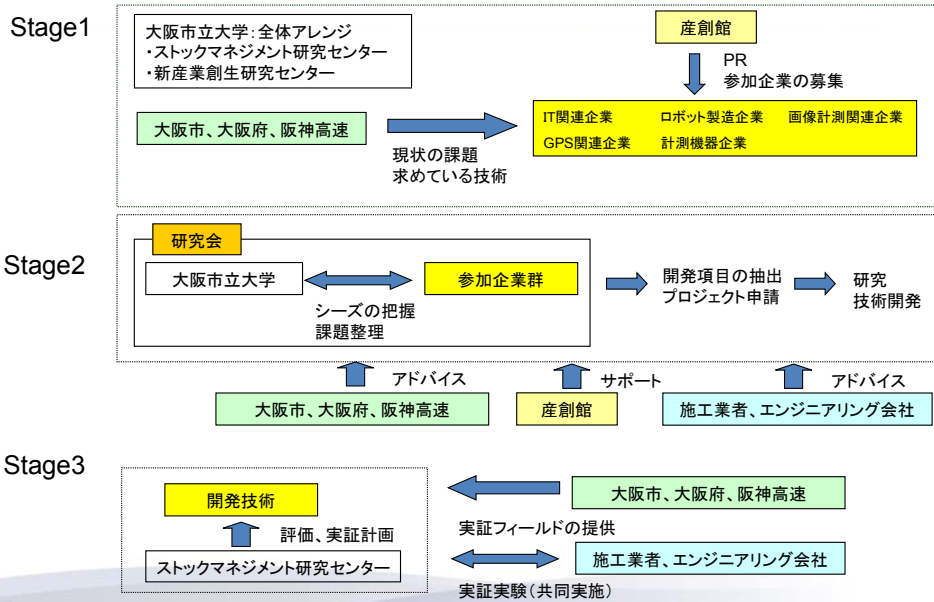 Stage1
大阪市立大学：全体アレンジ
・ストックマネジメント研究センター
・新産業創生研究センター
産創館
PR
参加企業の募集
大阪市、大阪府、阪神高速
現状の課題
求めている技術
IT関連企業 ロボット製造企業 画像計測関連企業
GPS関連企業 計測機器企業
Stage2
研究会
大阪市立大学
参加企業群
シーズの把握
課題整理
開発項目の抽出
プロジェクト申請
研究
技術開発
アドバイス
サポート
アドバイス
大阪市、大阪府、阪神高速
産創館
施工業者、エンジニアリング会社
Stage3
開発技術
評価、実証計画
ストックマネジメント研究センター
大阪市、大阪府、阪神高速
実証フィールドの提供
施工業者、エンジニアリング会社
実証実験（共同実施）